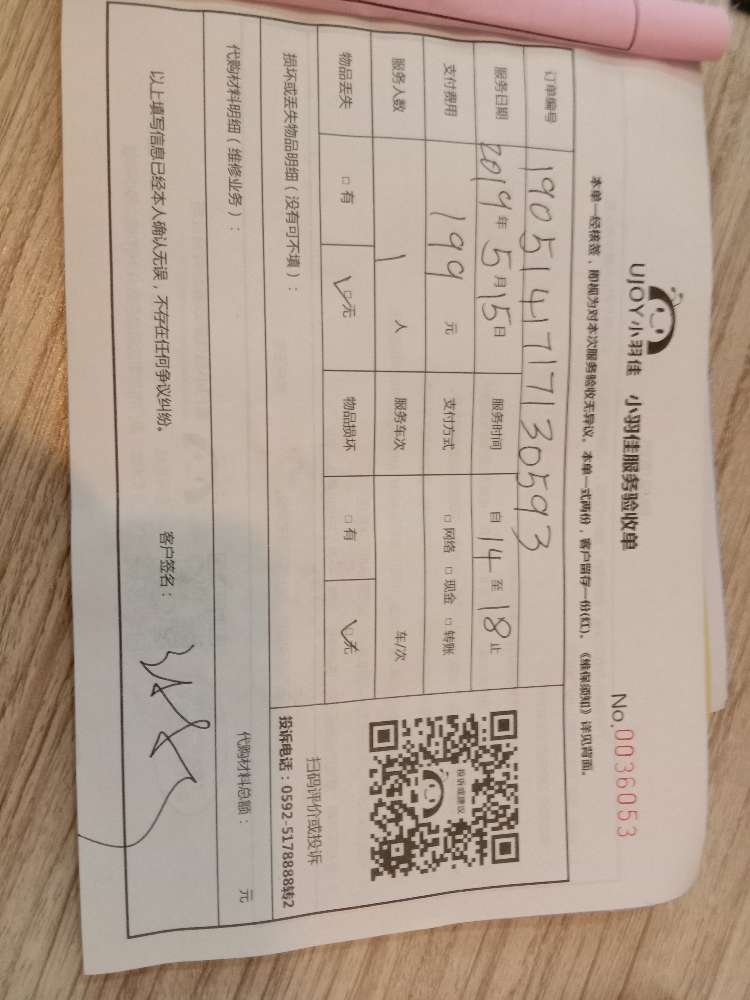 UJOY小羽佳 小羽佳服务验收单
No.0036053
本单一经核签，即视为对本次服务验收无异议。本单一式两份，客户留存一份(红)。《维保须知》详见背面。
订单编号 19051417130593
服务日期 2019年5月15日 服务时间 自14至18止
支付费用 199元 支付方式 □网络 □现金 □转账
服务人数 1人 服务车次 车/次
物品丢失 □有 ☑无 物品损坏 □有 ☑无
投诉或建议
扫码评价或投诉
投诉电话：0592-5178888转2
损坏或丢失物品明细（没有可不填）：
代购材料明细（维修业务）：
代购材料总额： 元
以上填写信息已经本人确认无误，不存在任何争议纠纷。
客户签名：